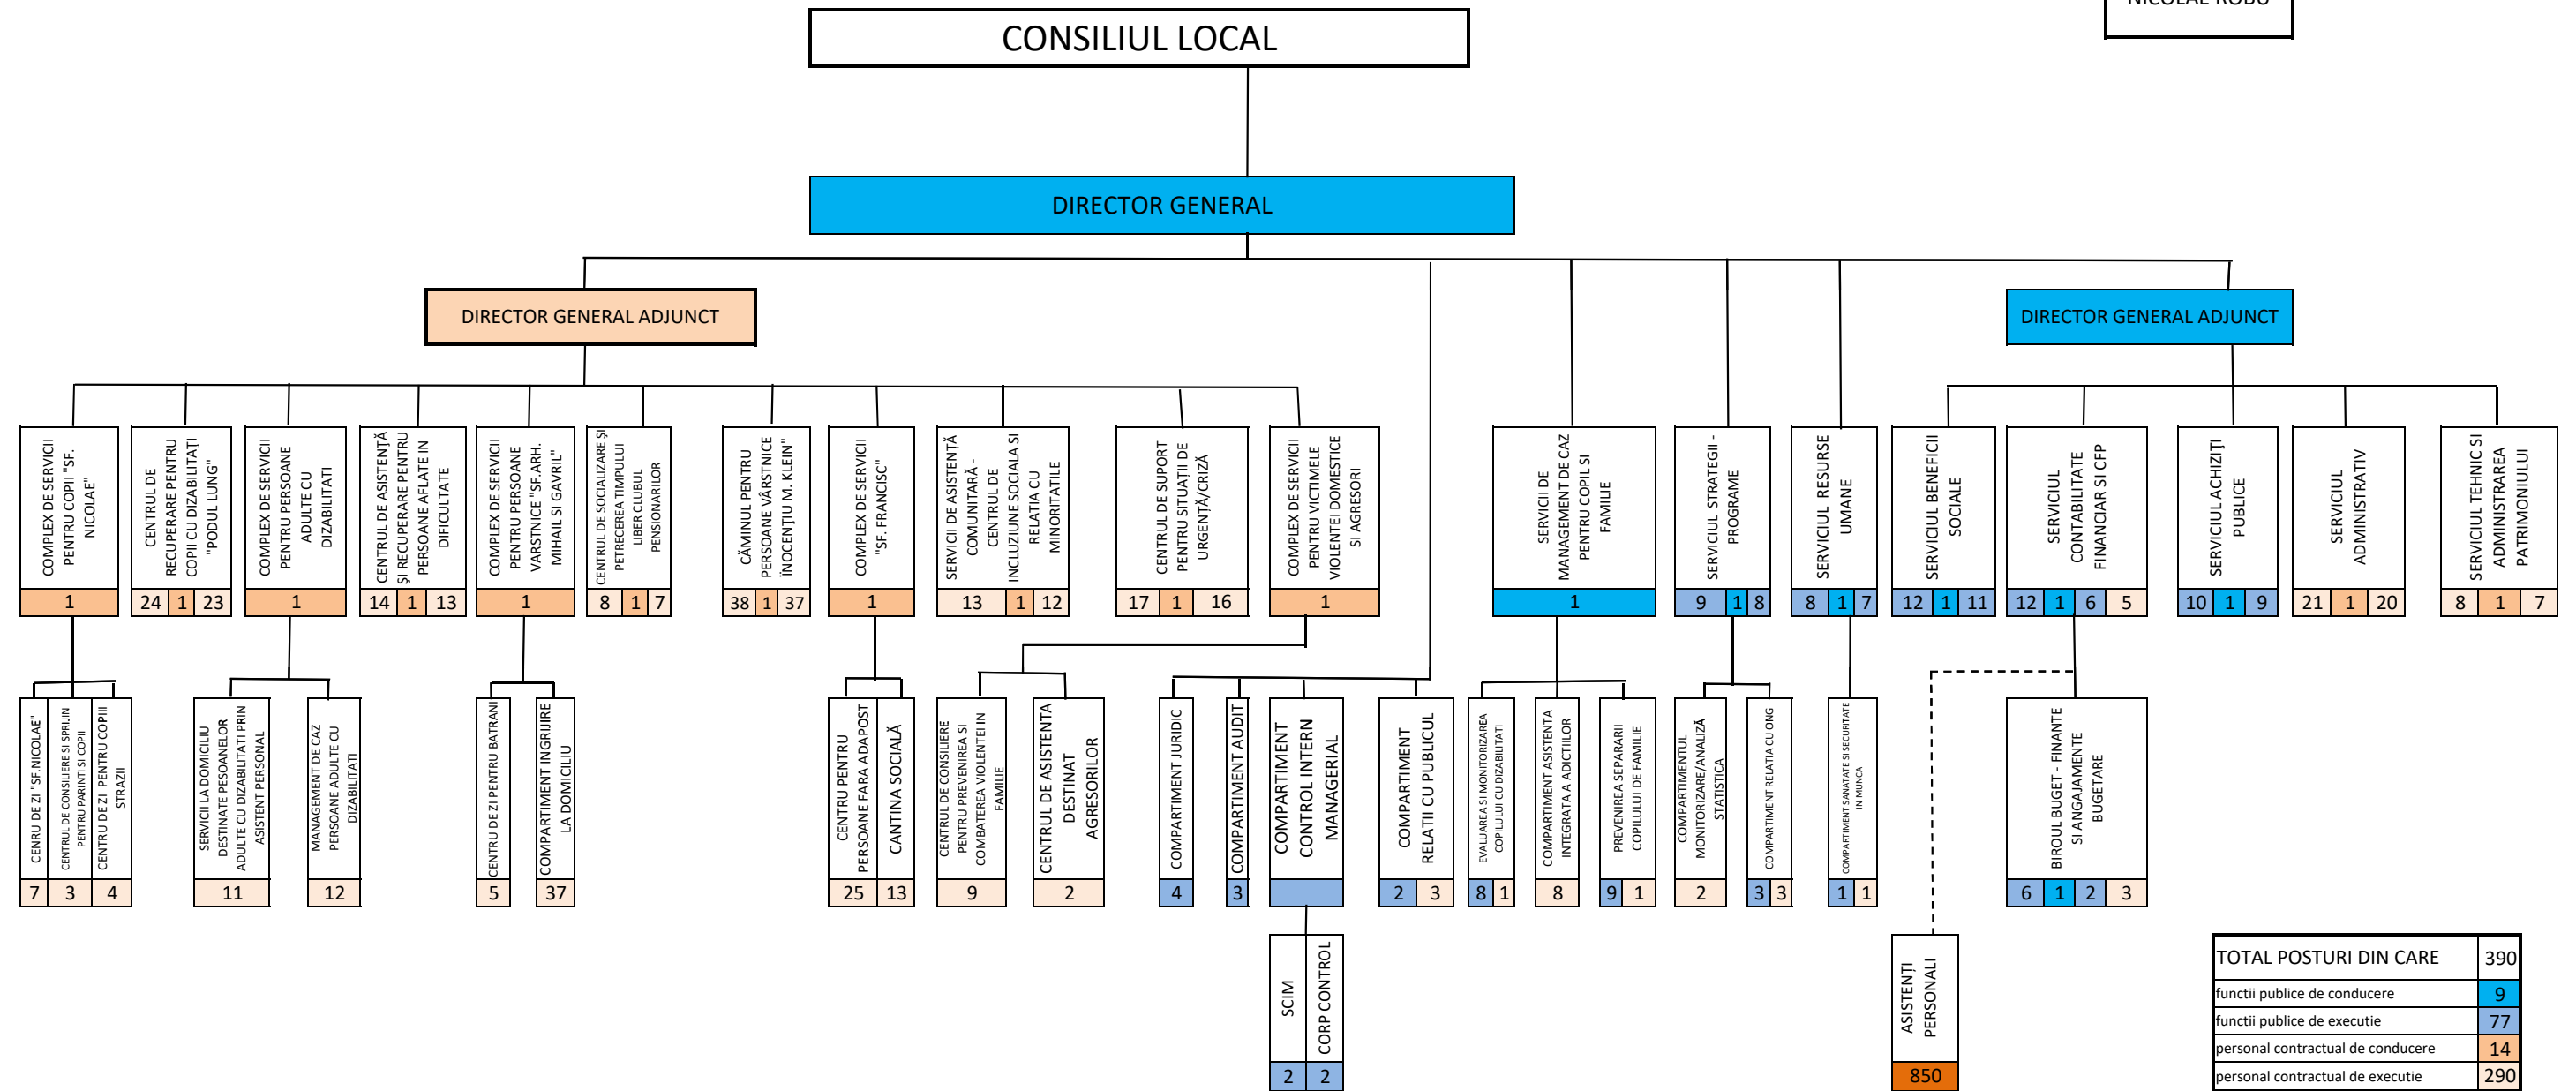 NICOLAE ROBU
CONSILIUL LOCAL
DIRECTOR GENERAL
DIRECTOR GENERAL ADJUNCT
DIRECTOR GENERAL ADJUNCT
COMPLEX DE SERVICII
PENTRU COPII "SF.
NICOLAE"
1
CENTRUL DE
RECUPERARE PENTRU
COPII CU DIZABILITAȚI
"PODUL LUNG"
24 1 23
COMPLEX DE SERVICII
PENTRU PERSOANE
ADULTE CU
DIZABILITATI
1
CENTRUL DE ASISTENȚĂ
ȘI RECUPERARE PENTRU
PERSOANE AFLATE IN
DIFICULTATE
14 1 13
COMPLEX DE SERVICII
PENTRU PERSOANE
VARSTNICE "SF.ARH.
MIHAIL SI GAVRIL"
1
CENTRUL DE SOCIALIZARE ȘI
PETRECEREA TIMPULUI
LIBER CLUBUL
PENSIONARILOR
8 1 7
CĂMINUL PENTRU
PERSOANE VÂRSTNICE
ÎNOCENȚIU M. KLEIN"
38 1 37
COMPLEX DE SERVICII
"SF. FRANCISC"
1
SERVICII DE ASISTENȚĂ
COMUNITARĂ -
CENTRUL DE
INCLUZIUNE SOCIALA SI
RELATIA CU
MINORITATILE
13 1 12
CENTRUL DE SUPORT
PENTRU SITUAȚII DE
URGENȚĂ/CRIZĂ
17 1 16
COMPLEX DE SERVICII
PENTRU VICTIMELE
VIOLENTEI DOMESTICE
SI AGRESORI
1
SERVICII DE
MANAGEMENT DE CAZ
PENTRU COPIL SI
FAMILIE
1
SERVICIUL STRATEGII -
PROGRAME
9 1 8
SERVICIUL RESURSE
UMANE
8 1 7
SERVICIUL BENEFICII
SOCIALE
12 1 11
SERVICIUL
CONTABILITATE
FINANCIAR SI CFP
12 1 6 5
SERVICIUL ACHIZIȚI
PUBLICE
10 1 9
SERVICIUL
ADMINISTRATIV
21 1 20
SERVICIUL TEHNIC SI
ADMINISTRAREA
PATRIMONIULUI
8 1 7
CENRU DE ZI "SF.NICOLAE"
7
CENTRUL DE CONSILIERE SI SPRIJIN
PENTRU PARINTI SI COPII
3
CENTRU DE ZI PENTRU COPIII
STRAZII
4
SERVICII LA DOMICILIU
DESTINATE PESOANELOR
ADULTE CU DIZABILITATI PRIN
ASISTENT PERSONAL
11
MANAGEMENT DE CAZ
PERSOANE ADULTE CU
DIZABILITATI
12
CENTRU DE ZI PENTRU BATRANI
5
COMPARTIMENT INGRIJIRE
LA DOMICILIU
37
CENTRU PENTRU
PERSOANE FARA ADAPOST
25
CANTINA SOCIALĂ
13
CENTRUL DE CONSILIERE
PENTRU PREVENIREA SI
COMBATEREA VIOLENTEI IN
FAMILIE
9
CENTRUL DE ASISTENTA
DESTINAT
AGRESORILOR
2
COMPARTIMENT JURIDIC
4
COMPARTIMENT AUDIT
3
COMPARTIMENT
CONTROL INTERN
MANAGERIAL
COMPARTIMENT
RELATII CU PUBLICUL
2 3
EVALUAREA SI MONITORIZAREA
COPILULUI CU DIZABILITATI
8 1
COMPARTIMENT ASISTENTA
INTEGRATA A ADICTIILOR
8
PREVENIREA SEPARARII
COPILULUI DE FAMILIE
9 1
COMPARTIMENTUL
MONITORIZARE/ANALIZĂ
STATISTICA
2
COMPARTIMENT RELATIA CU ONG
3 3
COMPARTIMENT SANATATE SI SECURITATE
IN MUNCA
1 1
BIROUL BUGET - FINANTE
SI ANGAJAMENTE
BUGETARE
6 1 2 3
SCIM
2
CORP CONTROL
2
ASISTENȚI
PERSONALI
850
TOTAL POSTURI DIN CARE 390
functii publice de conducere 9
functii publice de executie 77
personal contractual de conducere 14
personal contractual de executie 290